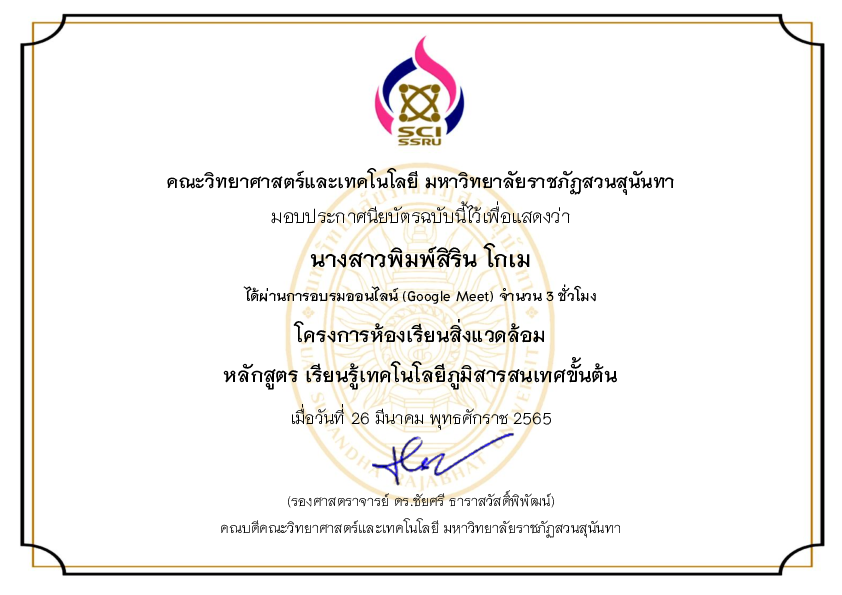 SCI
SSRU
คณะวิทยาศาสตร์และเทคโนโลยี มหาวิทยาลัยราชภัฏสวนสุนันทา
มอบประกาศนียบัตรฉบับนี้ไว้เพื่อแสดงว่า
นางสาวพิมพ์สิริน โกเม
ได้ผ่านการอบรมออนไลน์ (Google Meet) จำนวน 3 ชั่วโมง
โครงการห้องเรียนสิ่งแวดล้อม
หลักสูตร เรียนรู้เทคโนโลยีภูมิสารสนเทศขั้นต้น
เมื่อวันที่ 26 มีนาคม พุทธศักราช 2565
(รองศาสตราจารย์ ดร.ชัยศรี ธาราสวัสดิ์พิพัฒน์)
คณบดีคณะวิทยาศาสตร์และเทคโนโลยี มหาวิทยาลัยราชภัฏสวนสุนันทา